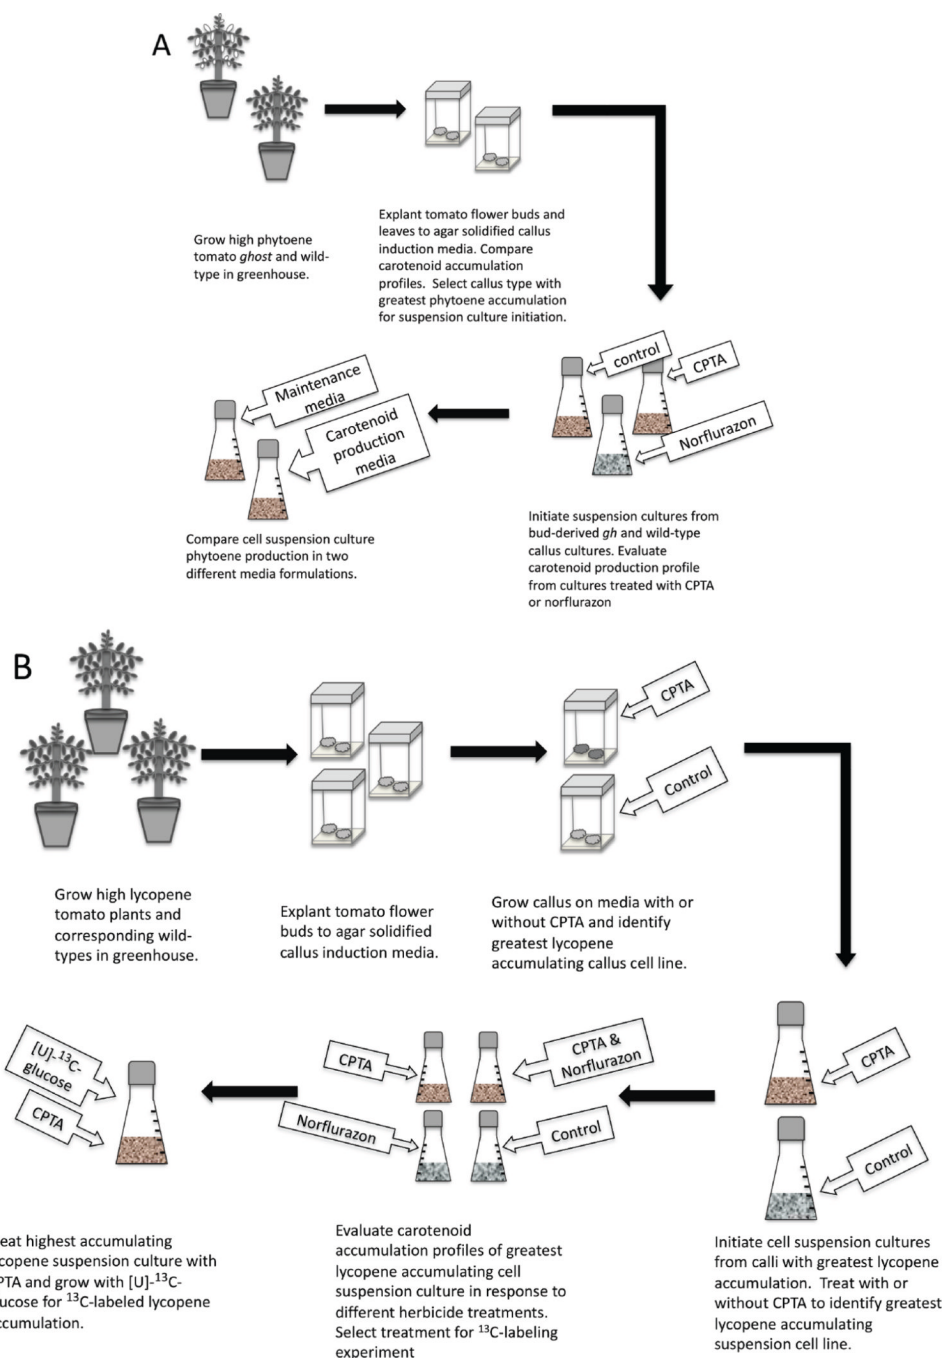 A
Grow high phytoene
tomato ghost and wild-
type in greenhouse.
Explant tomato flower buds and
leaves to agar solidified callus
induction media. Compare
carotenoid accumulation
profiles. Select callus type with
greatest phytoene accumulation
for suspension culture initiation.
control
CPTA
Norflurazon
Initiate suspension cultures from
bud-derived gh and wild-type
callus cultures. Evaluate
carotenoid production profile
from cultures treated with CPTA
or norflurazon
Maintenance
media
Carotenoid
production
media
Compare cell suspension culture
phytoene production in two
different media formulations.
B
Grow high lycopene
tomato plants and
corresponding wild-
types in greenhouse.
Explant tomato flower
buds to agar solidified
callus induction media.
CPTA
Control
Grow callus on media with or
without CPTA and identify
greatest lycopene
accumulating callus cell line.
CPTA
Control
Initiate cell suspension cultures
from calli with greatest lycopene
accumulation. Treat with or
without CPTA to identify greatest
lycopene accumulating
suspension cell line.
CPTA
CPTA &
Norflurazon
Norflurazon
Control
Evaluate carotenoid
accumulation profiles of greatest
lycopene accumulating cell
suspension culture in response to
different herbicide treatments.
Select treatment for ¹³C-labeling
experiment
[U]-¹³C-
glucose
CPTA
eat highest accumulating
copene suspension culture with
PTA and grow with [U]-¹³C-
ucose for ¹³C-labeled lycopene
ccumulation.